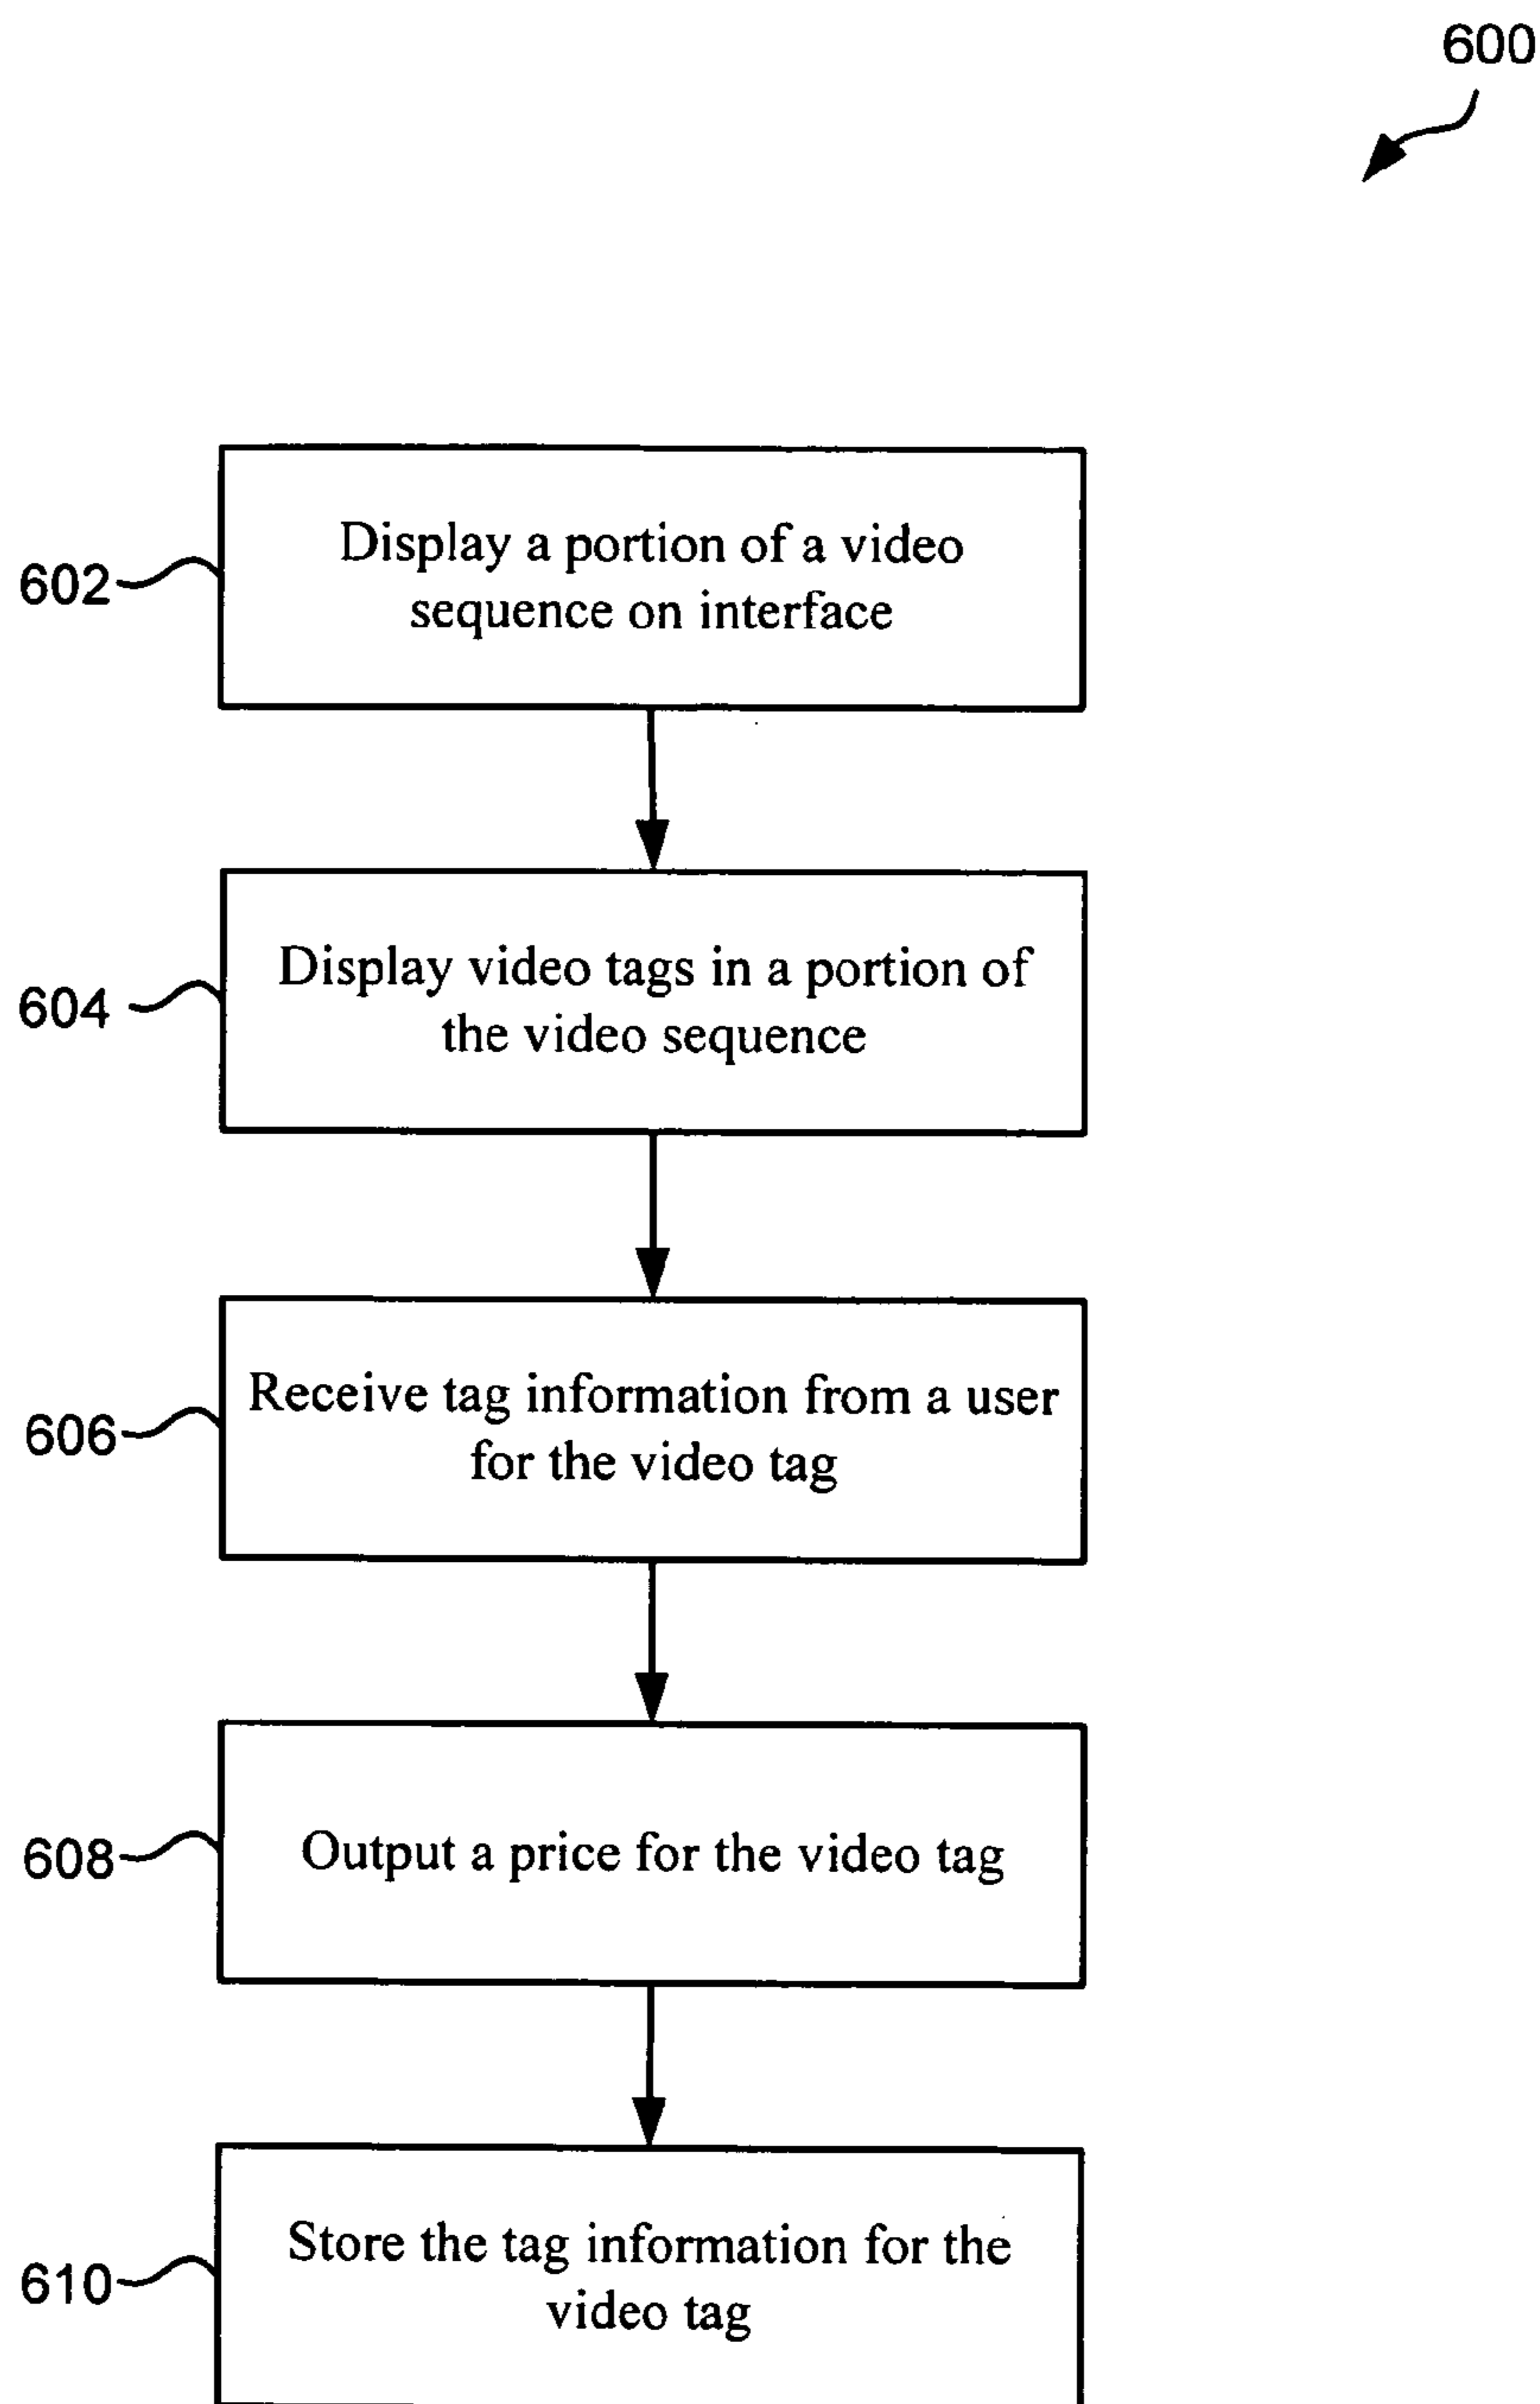 600
602
Display a portion of a video
sequence on interface
604
Display video tags in a portion of
the video sequence
606
Receive tag information from a user
for the video tag
608
Output a price for the video tag
610
Store the tag information for the
video tag